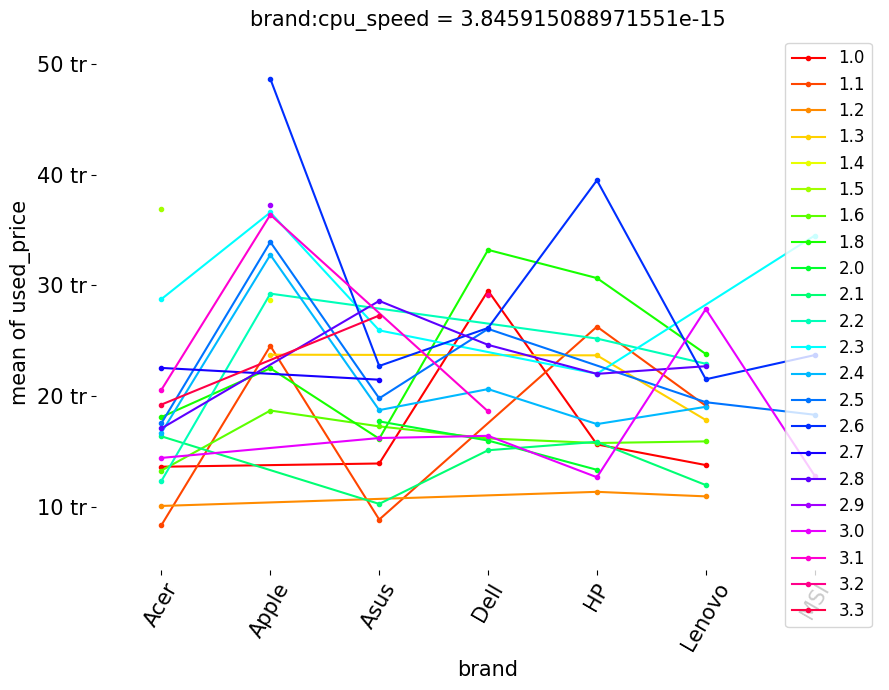 brand:cpu_speed = 3.845915088971551e-15
50 tr
40 tr
30 tr
20 tr
10 tr
mean of used_price
Acer
Apple
Asus
Dell
HP
Lenovo
MSI
brand
1.0
1.1
1.2
1.3
1.4
1.5
1.6
1.8
2.0
2.1
2.2
2.3
2.4
2.5
2.6
2.7
2.8
2.9
3.0
3.1
3.2
3.3